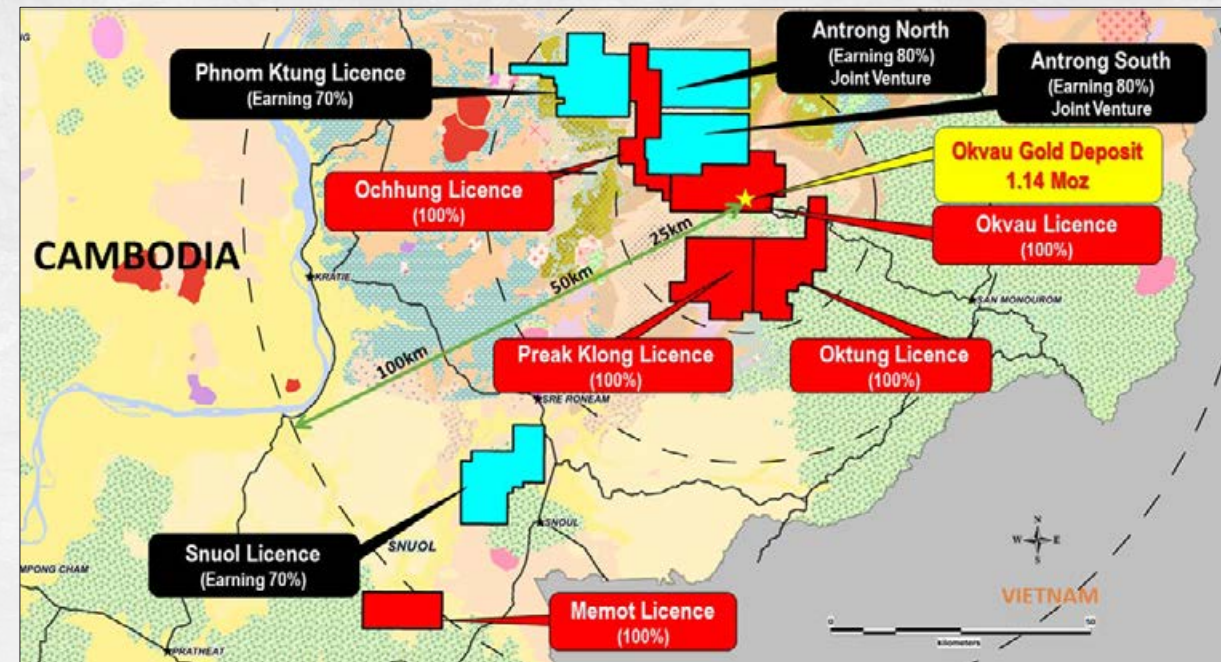 Antrong North
(Earning 80%)
Joint Venture
Phnom Ktung Licence
(Earning 70%)
Antrong South
(Earning 80%)
Joint Venture
Okvau Gold Deposit
1.14 Moz
Ochhung Licence
(100%)
Okvau Licence
(100%)
CAMBODIA
KRATIE
25km
50km
100km
SAN MONOUROM
Preak Klong Licence
(100%)
Oktung Licence
(100%)
SRE RONEAM
SNOUL
Snuol Licence
(Earning 70%)
SNUOL
N
W E
S
MPONG CHAM
VIETNAM
Memot Licence
(100%)
0 50
kilometers
PRATHEAT